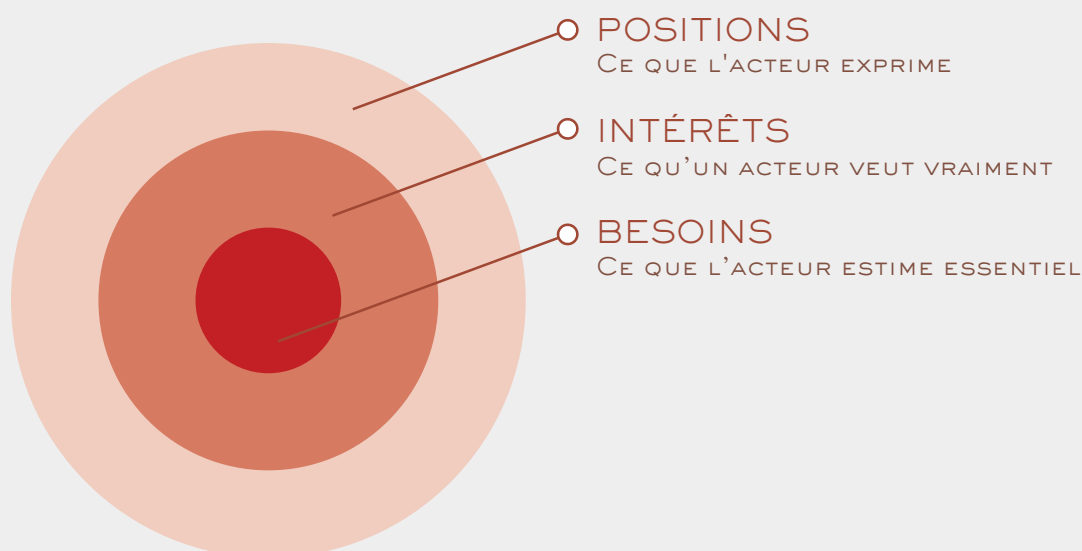 POSITIONS
Ce que l'acteur exprime
INTÉRÊTS
Ce qu’un acteur veut vraiment
BESOINS
Ce que l’acteur estime essentiel